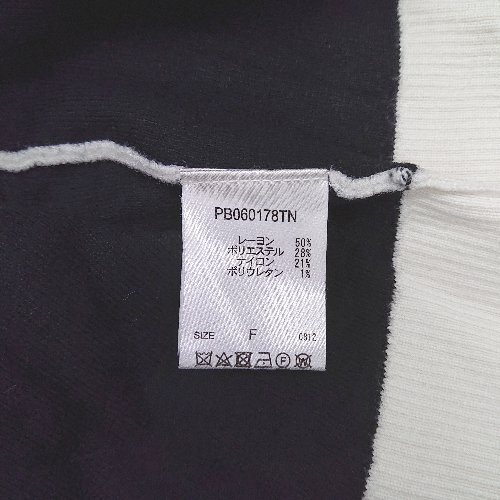 PB060178TN
レーヨン 50%
ポリエステル 28%
ナイロン 21%
ポリウレタン 1%
SIZE F 0812